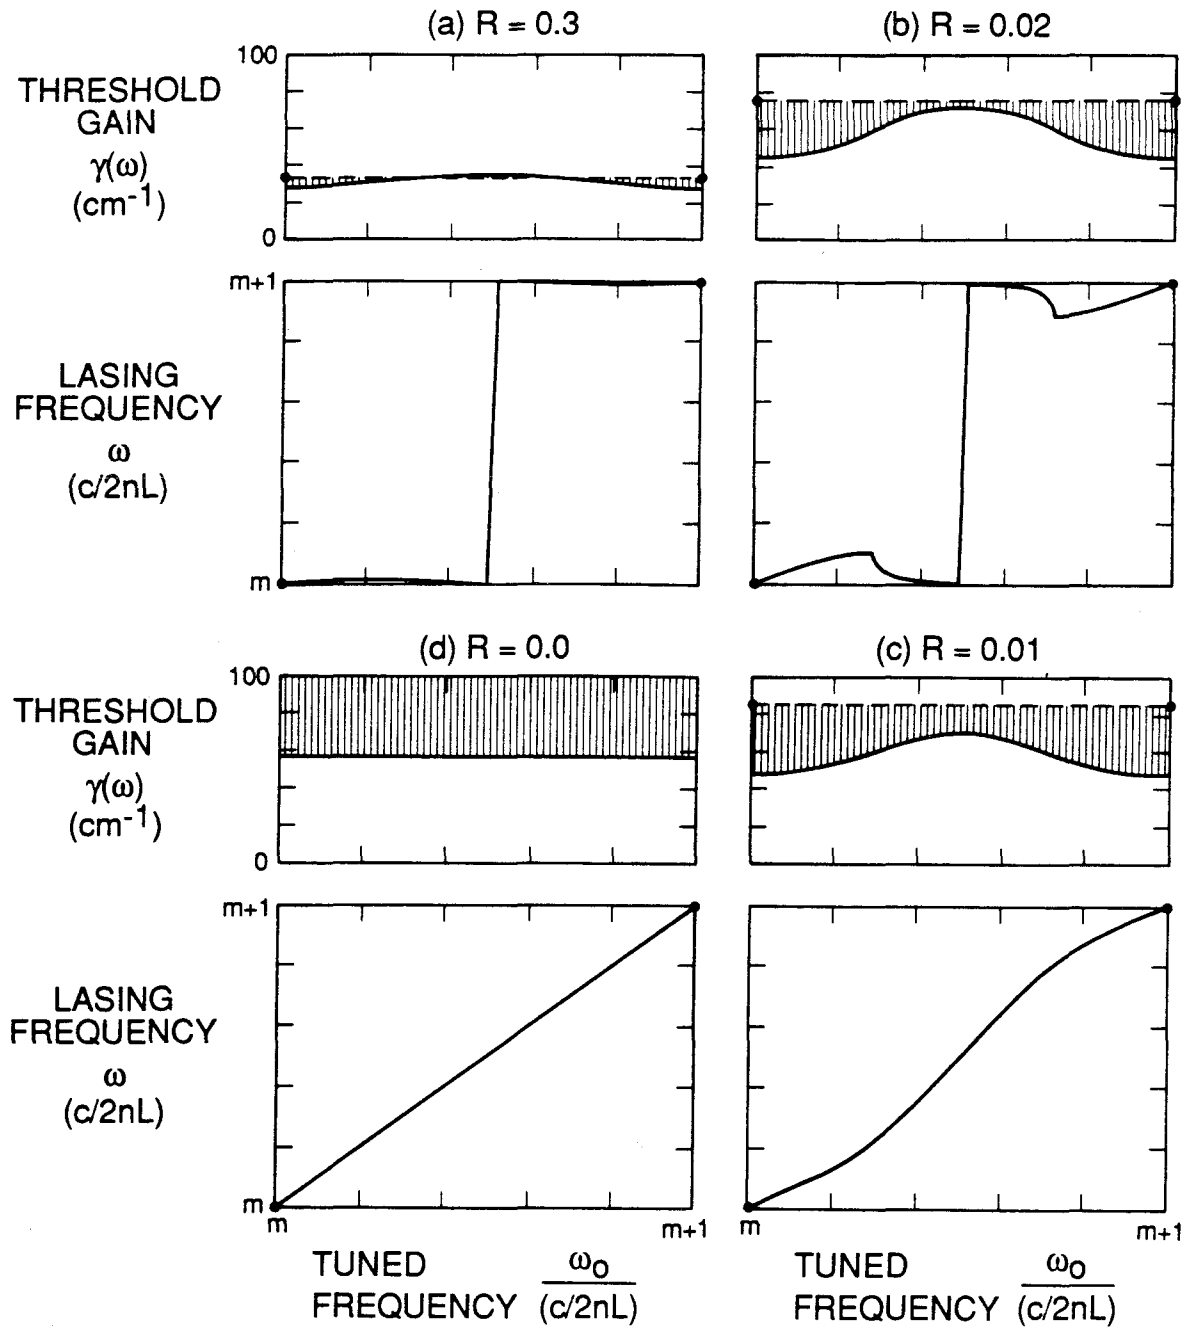 (a) R = 0.3
(b) R = 0.02
100
THRESHOLD
GAIN
γ(ω)
(cm-1)
0
m+1
LASING
FREQUENCY
ω
(c/2nL)
m
(d) R = 0.0
(c) R = 0.01
100
THRESHOLD
GAIN
γ(ω)
(cm-1)
0
m+1
LASING
FREQUENCY
ω
(c/2nL)
m
m
m+1
m
m+1
TUNED
FREQUENCY
ωo
(c/2nL)
TUNED
FREQUENCY
ωo
(c/2nL)